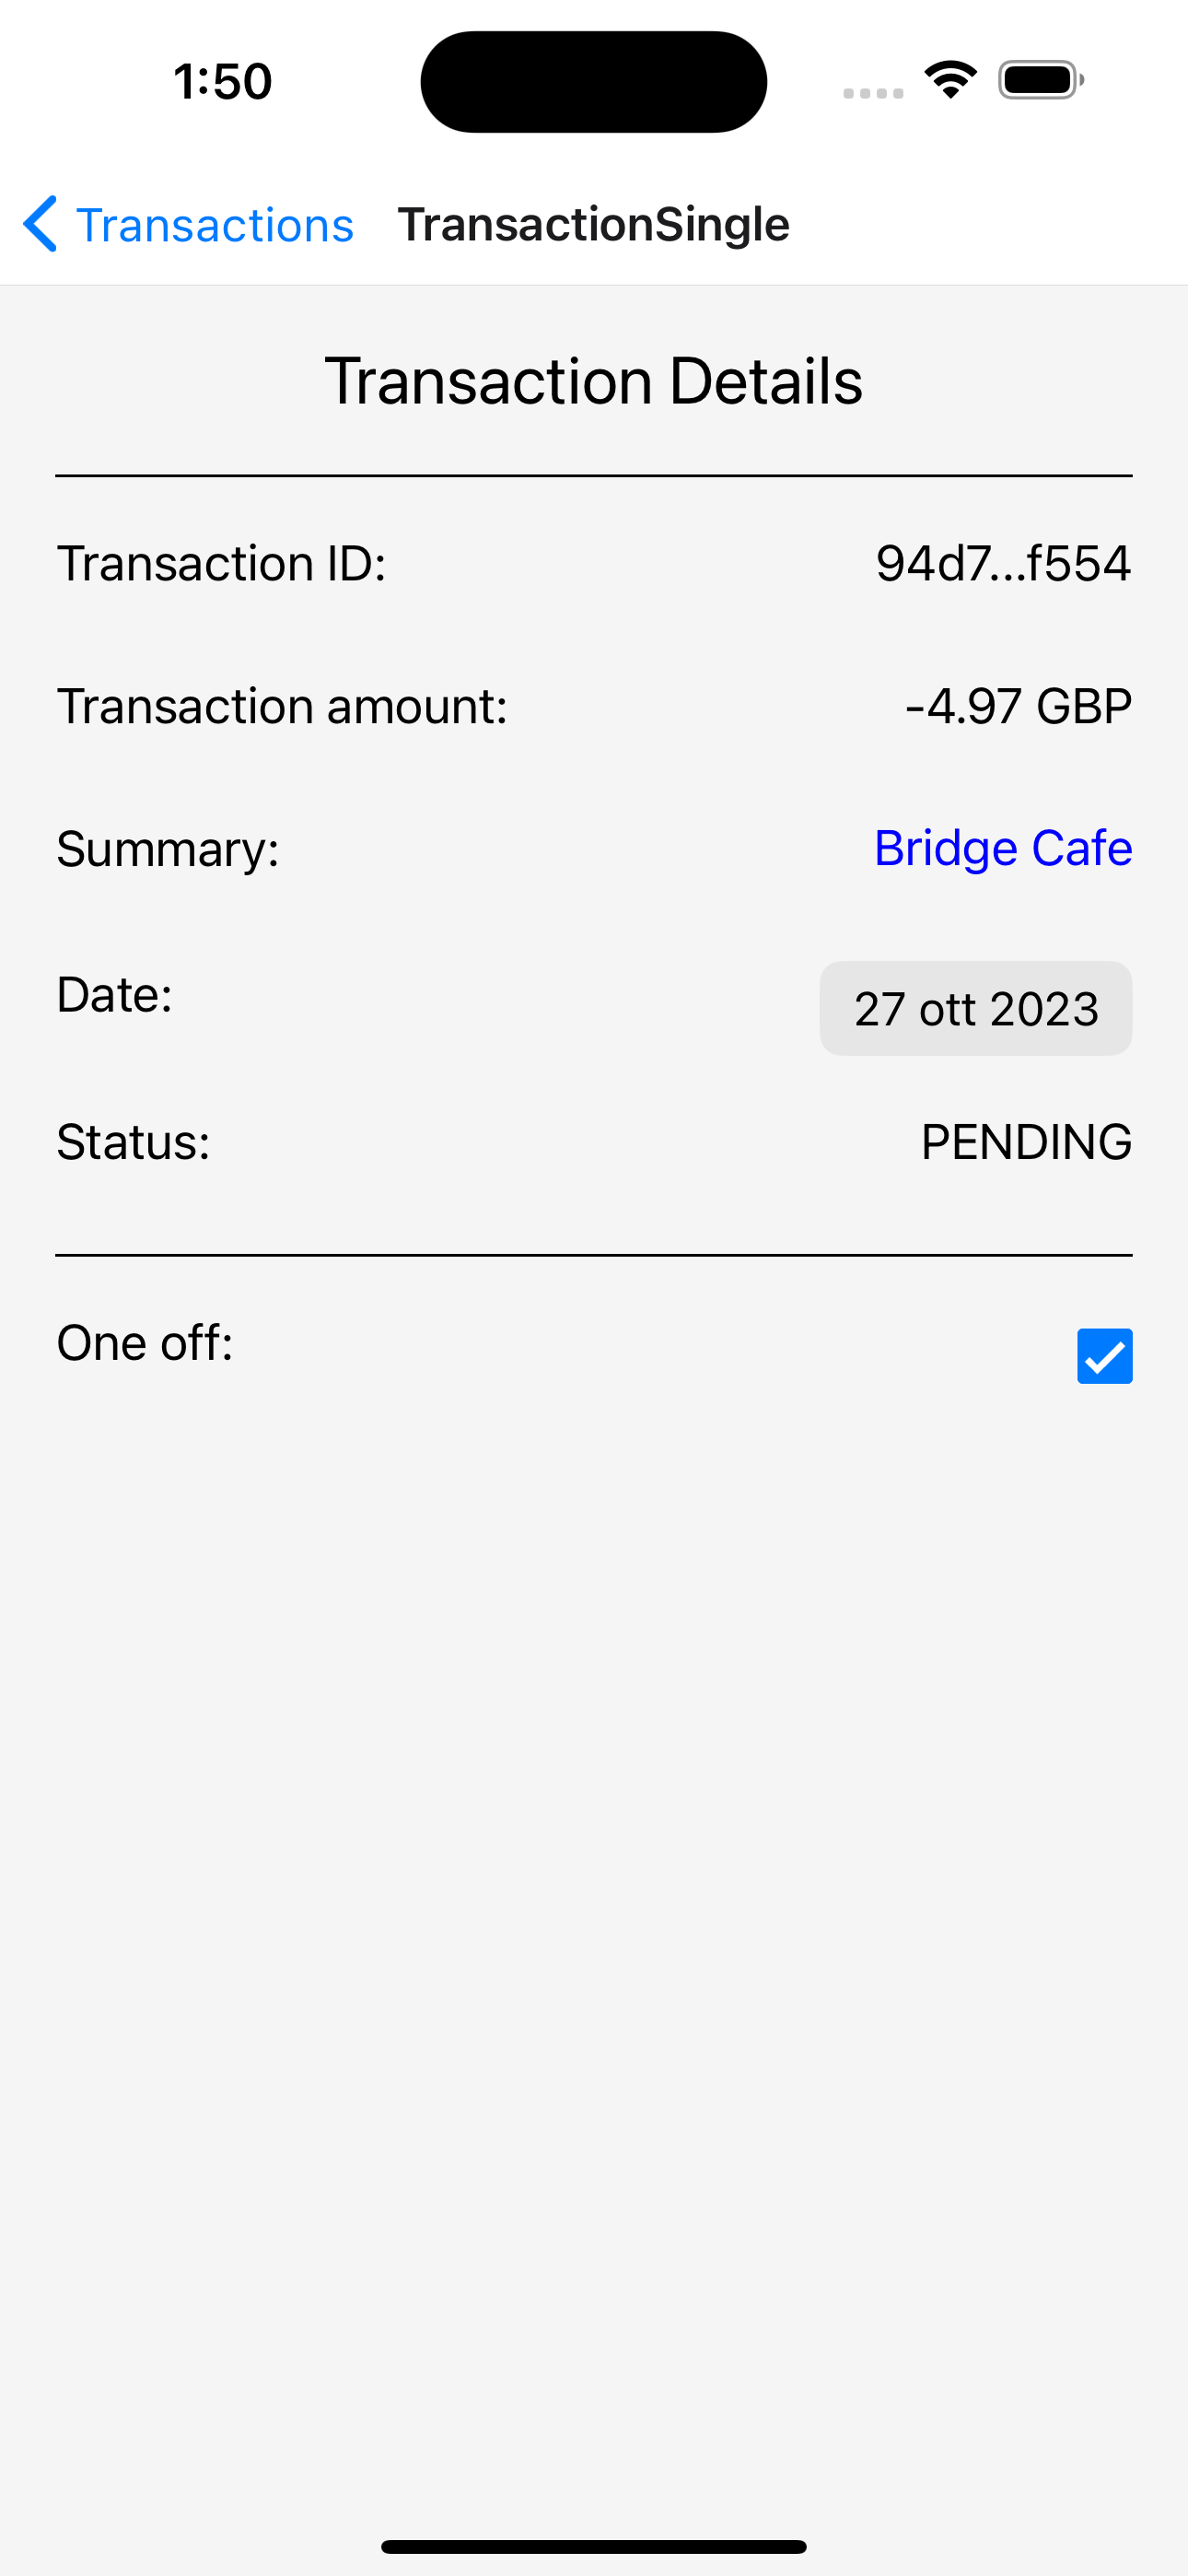 1:50
Transactions TransactionSingle
Transaction Details
Transaction ID: 94d7...f554
Transaction amount: -4.97 GBP
Summary: Bridge Cafe
Date: 27 ott 2023
Status: PENDING
One off: